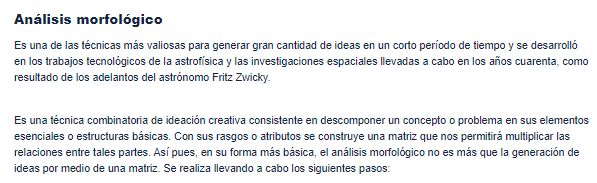 Análisis morfológico
Es una de las técnicas más valiosas para generar gran cantidad de ideas en un corto período de tiempo y se desarrolló
en los trabajos tecnológicos de la astrofísica y las investigaciones espaciales llevadas a cabo en los años cuarenta, como
resultado de los adelantos del astrónomo Fritz Zwicky.
Es una técnica combinatoria de ideación creativa consistente en descomponer un concepto o problema en sus elementos
esenciales o estructuras básicas. Con sus rasgos o atributos se construye una matriz que nos permitirá multiplicar las
relaciones entre tales partes. Así pues, en su forma más básica, el análisis morfológico no es más que la generación de
ideas por medio de una matriz. Se realiza llevando a cabo los siguientes pasos: